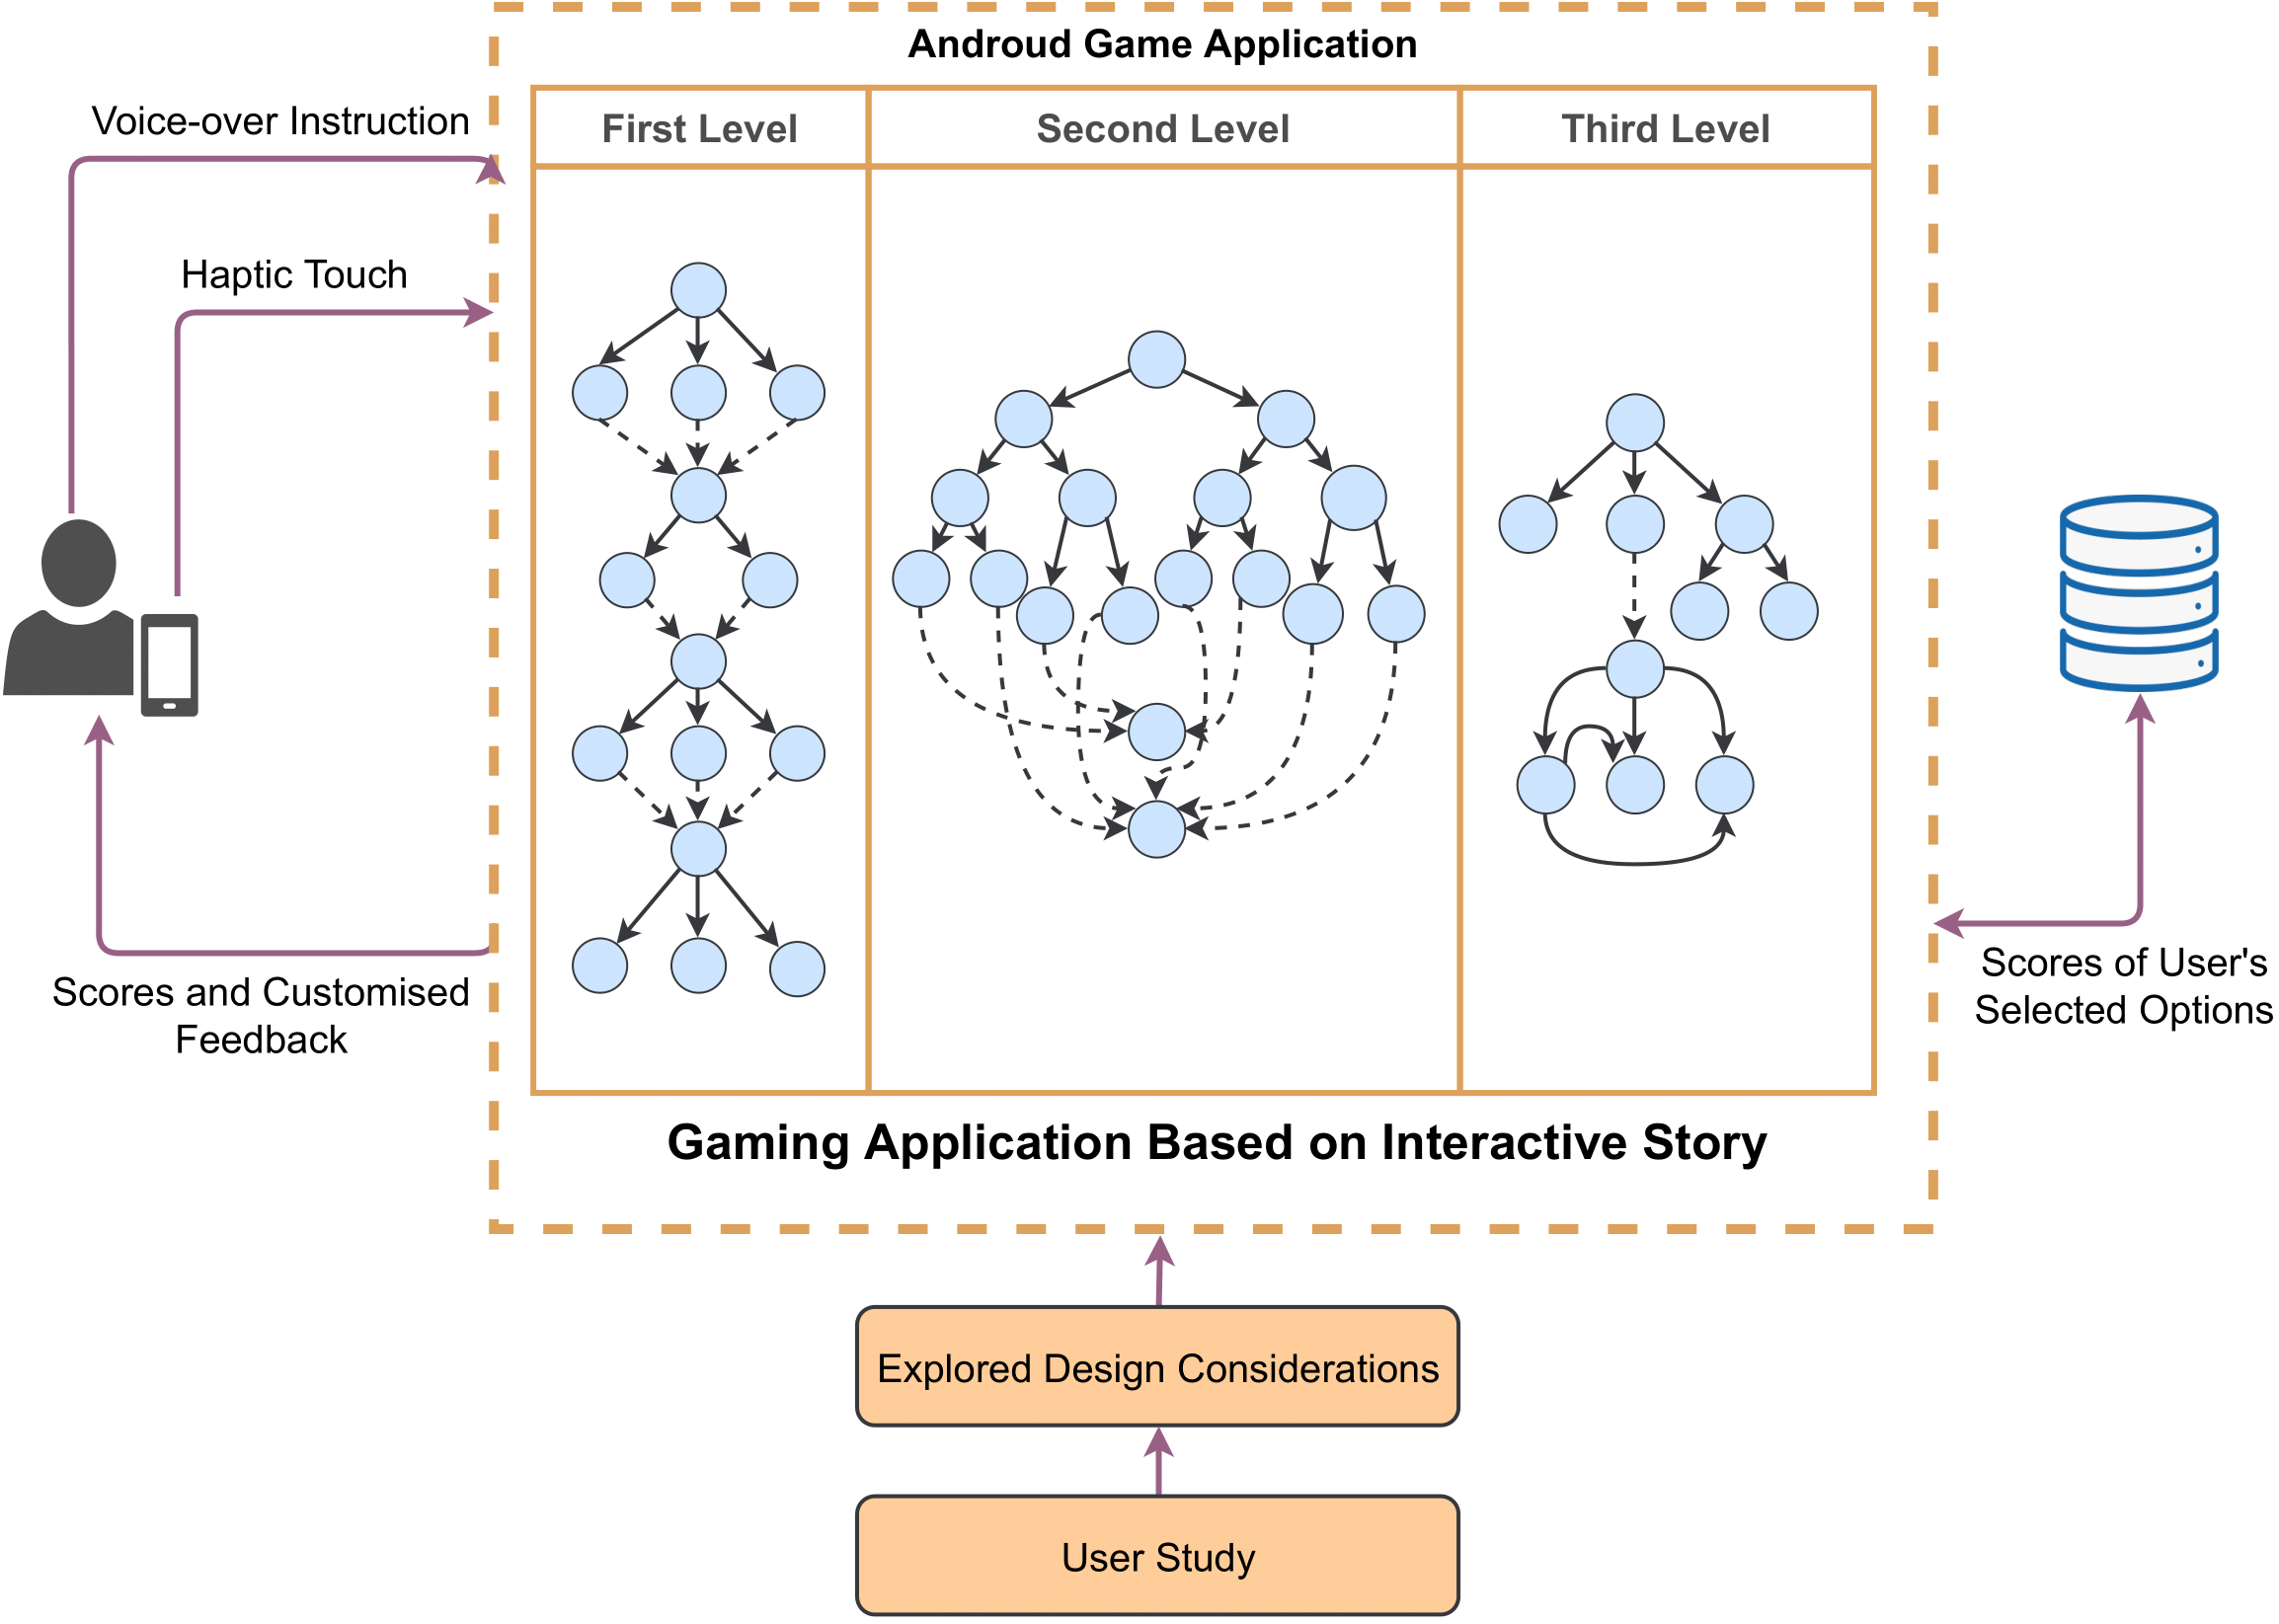 Androud Game Application
First Level
Second Level
Third Level
Voice-over Instruction
Haptic Touch
Scores and Customised
Feedback
Scores of User's
Selected Options
Gaming Application Based on Interactive Story
Explored Design Considerations
User Study